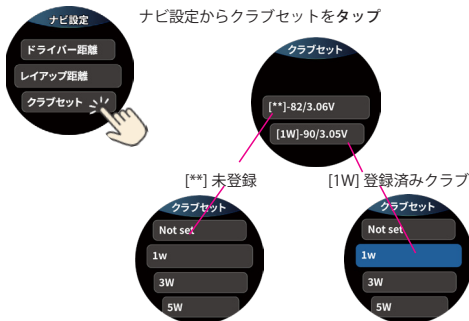 ナビ設定からクラブセットをタップ
ナビ設定
ドライバー距離
レイアップ距離
クラブセット
クラブセット
[**]-82/3.06V
[1W]-90/3.05V
[**] 未登録
[1W] 登録済みクラブ
クラブセット
Not set
1w
3W
5W
クラブセット
Not set
1w
3W
5W